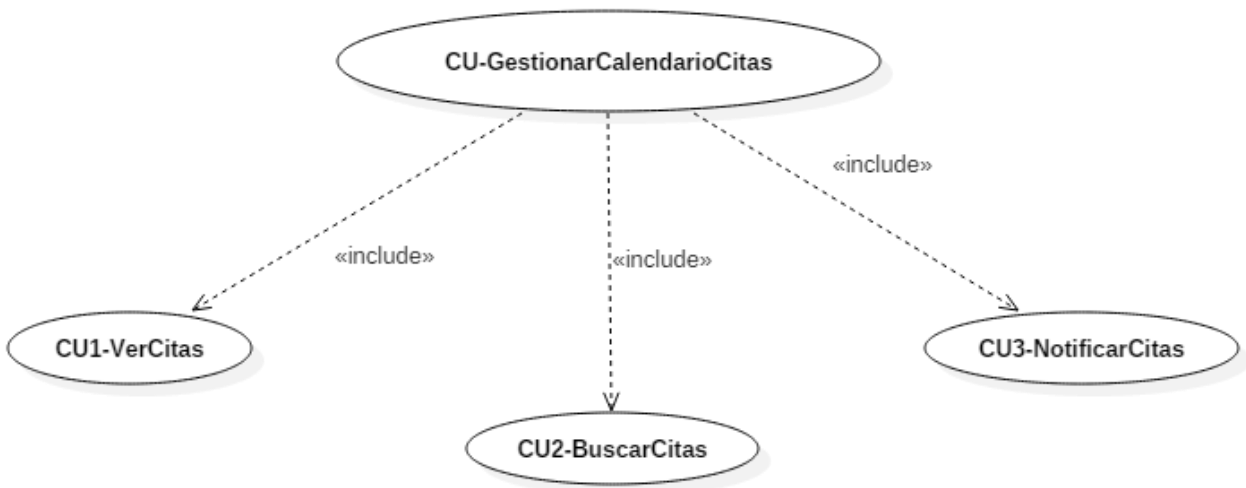 CU-GestionarCalendarioCitas
«include»
«include»
«include»
CU1-VerCitas
CU3-NotificarCitas
CU2-BuscarCitas